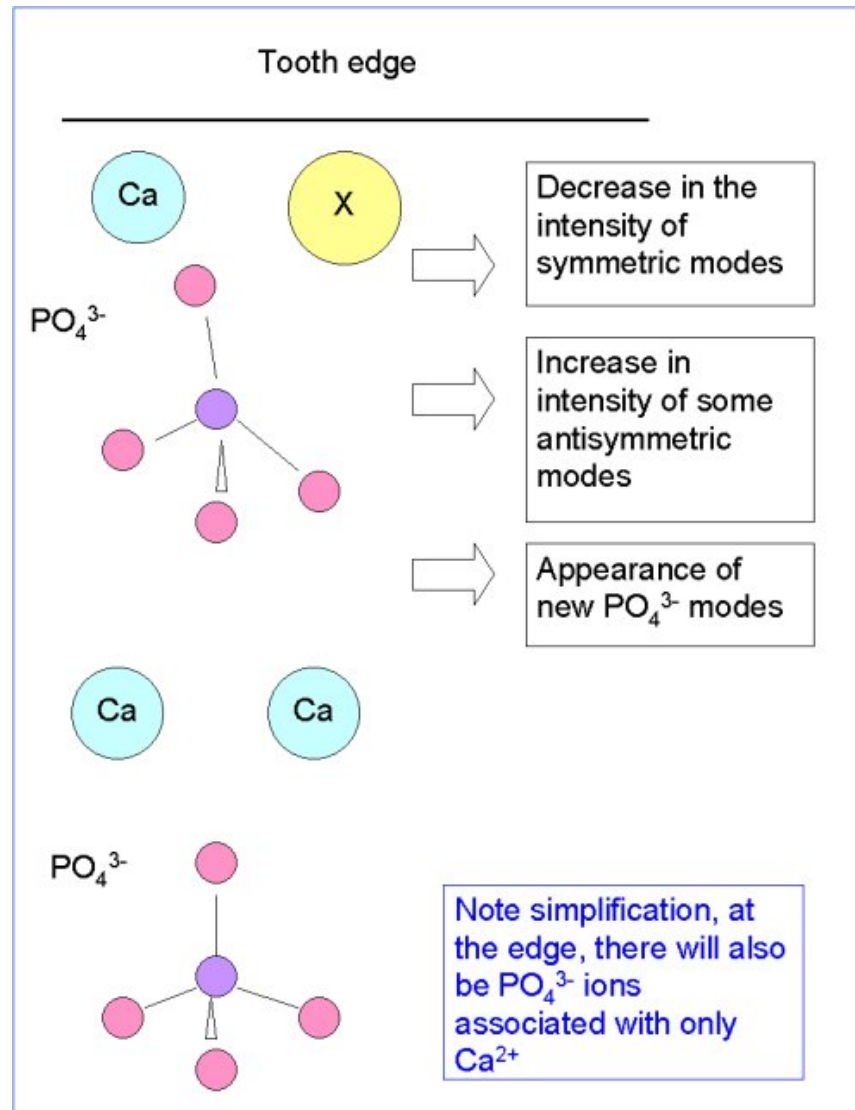 Tooth edge
Ca
X
Decrease in the
intensity of
symmetric modes
PO₄³⁻
Increase in
intensity of some
antisymmetric
modes
Appearance of
new PO₄³⁻ modes
Ca
Ca
PO₄³⁻
Note simplification, at
the edge, there will also
be PO₄³⁻ ions
associated with only
Ca²⁺